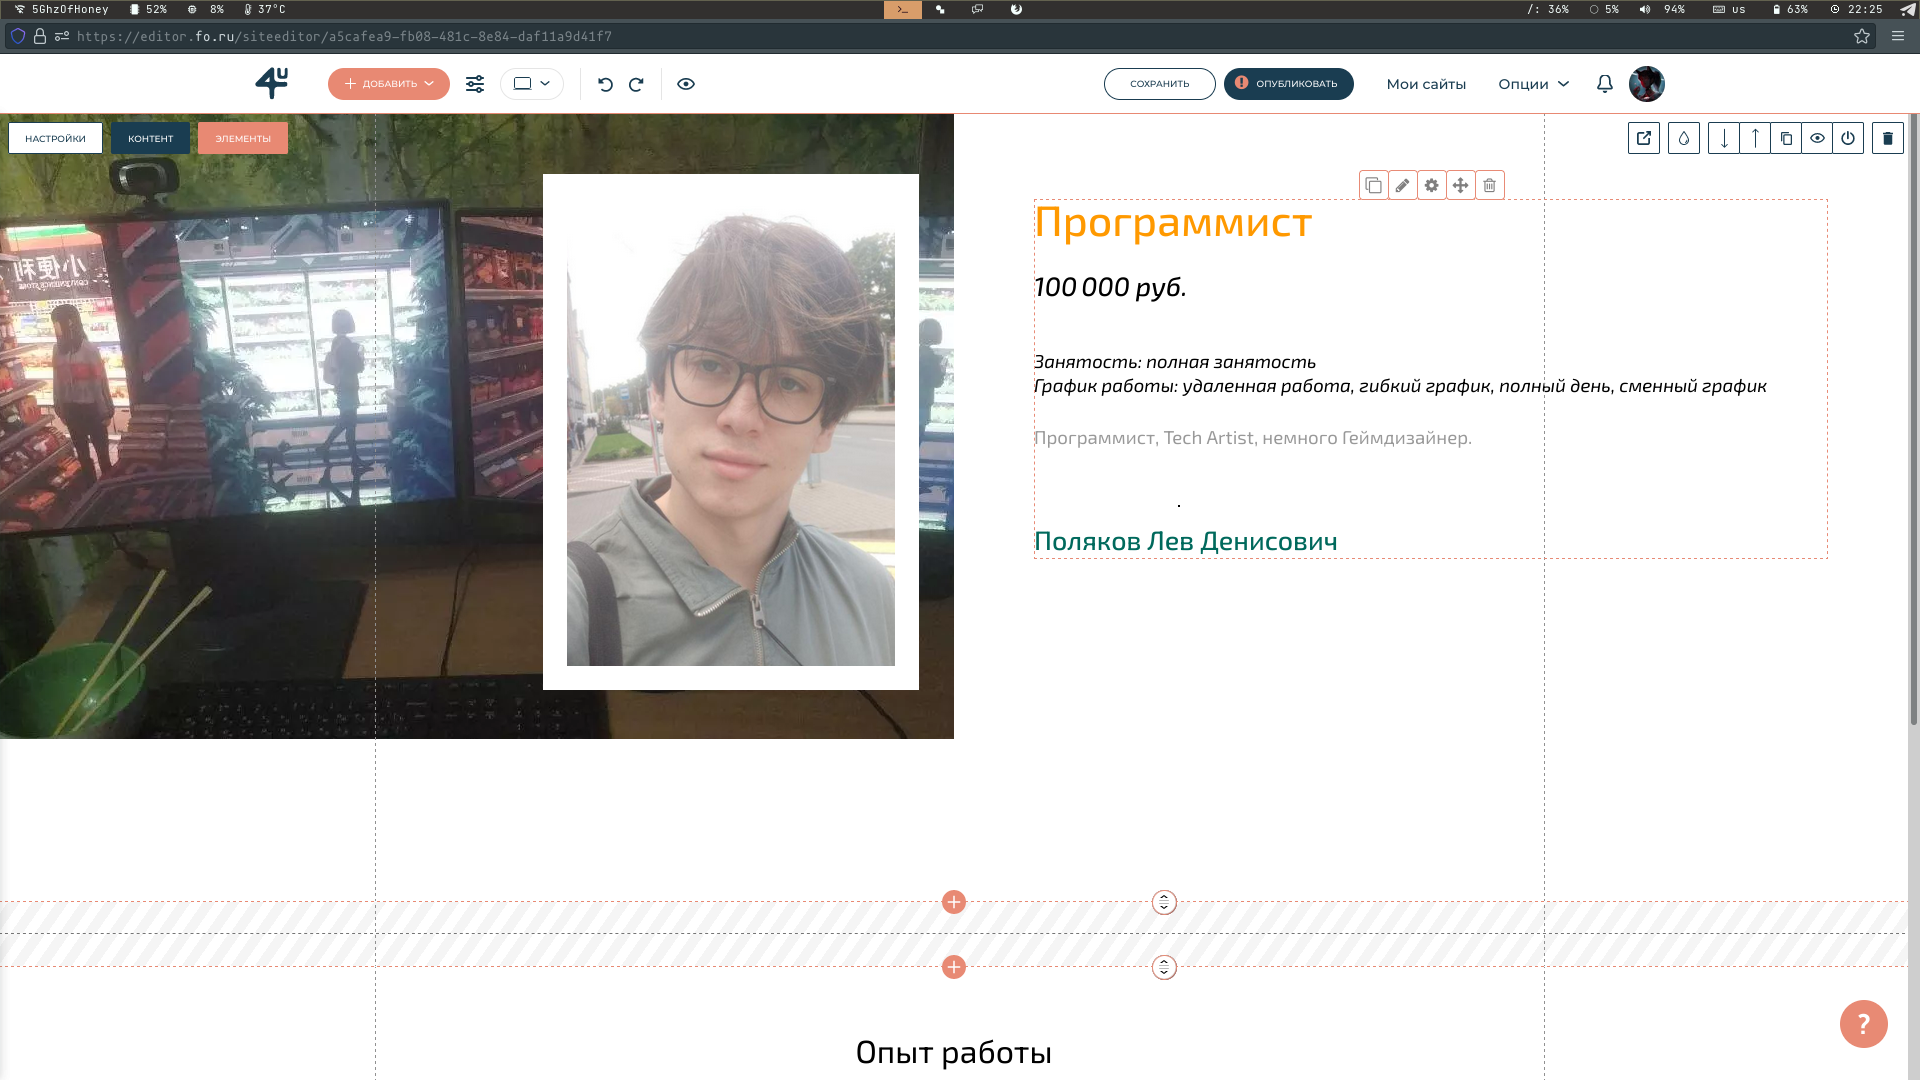 5GhzOfHoney 52% 8% 37°C /: 36% 5% 94% us 63% 22:25
https://editor.fo.ru/siteeditor/a5cafea9-fb08-481c-8e84-daf11a9d41f7
4u ДОБАВИТЬ СОХРАНИТЬ ОПУБЛИКОВАТЬ Мои сайты Опции
НАСТРОЙКИ КОНТЕНТ ЭЛЕМЕНТЫ
Программист
100 000 руб.
Занятость: полная занятость
График работы: удаленная работа, гибкий график, полный день, сменный график
Программист, Tech Artist, немного Геймдизайнер.
.
Поляков Лев Денисович
Опыт работы
?